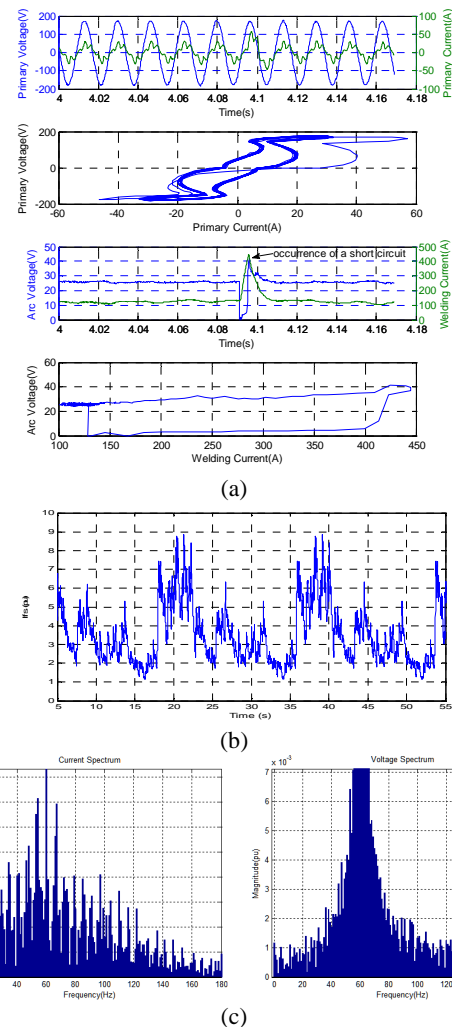 200
100
0
-100
-200
Primary Voltage(V)
100
50
0
-50
-100
Primary Current(A)
4 4.02 4.04 4.06 4.08 4.1 4.12 4.14 4.16 4.18
Time(s)
200
0
-200
Primary Voltage(V)
-60 -40 -20 0 20 40 60
Primary Current(A)
50
40
30
20
10
0
Arc Voltage(V)
occurrence of a short circuit
500
400
300
200
100
0
Welding Current(A)
4 4.02 4.04 4.06 4.08 4.1 4.12 4.14 4.16 4.18
Time(s)
60
40
20
0
Arc Voltage(V)
100 150 200 250 300 350 400 450
Welding Current(A)
(a)
10
9
8
7
6
5
4
3
2
1
0
5 10 15 20 25 30 35 40 45 50 55
Time (s)
(b)
Current Spectrum
40 60 80 100 120 140 160 180
Frequency(Hz)
Voltage Spectrum
x 10^-3
7
6
5
4
3
2
1
0
Magnitude(pu)
0 20 40 60 80 100 120
Frequency(Hz)
(c)